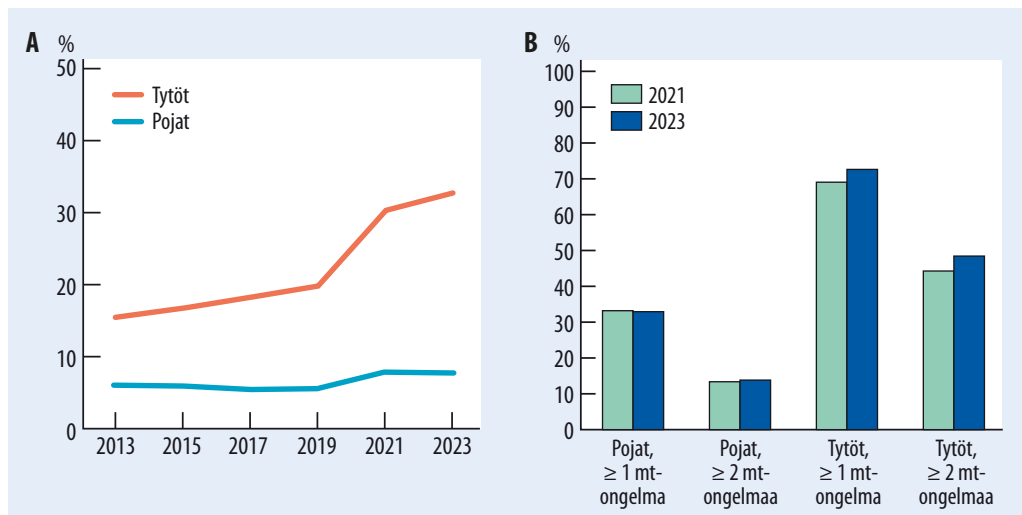 A %
50
40
30
20
10
0
Tytöt
Pojat
2013 2015 2017 2019 2021 2023
B %
100
90
80
70
60
50
40
30
20
10
0
2021
2023
Pojat,
≥ 1 mt-
ongelma
Pojat,
≥ 2 mt-
ongelmaa
Tytöt,
≥ 1 mt-
ongelma
Tytöt,
≥ 2 mt-
ongelmaa